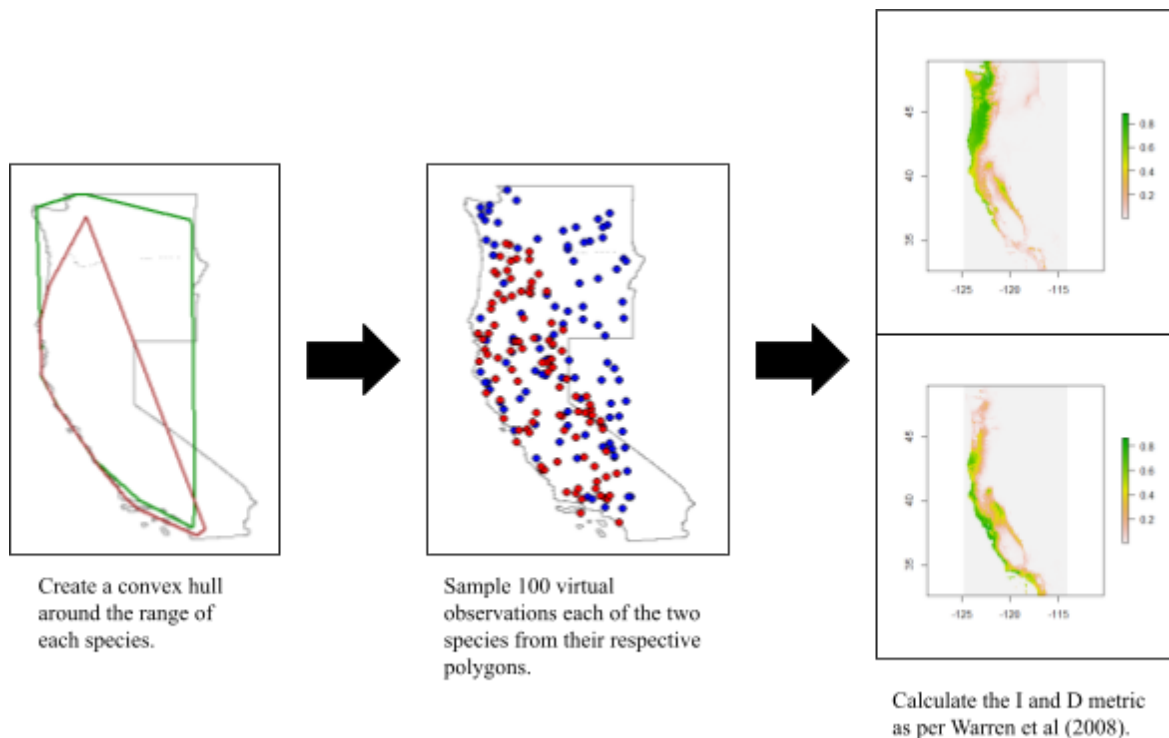 45
40
35
0.8
0.6
0.4
0.2
-125
-120
-115
45
40
35
0.8
0.6
0.4
0.2
-125
-120
-115
Create a convex hull
around the range of
each species.
Sample 100 virtual
observations each of the two
species from their respective
polygons.
Calculate the I and D metric
as per Warren et al (2008).